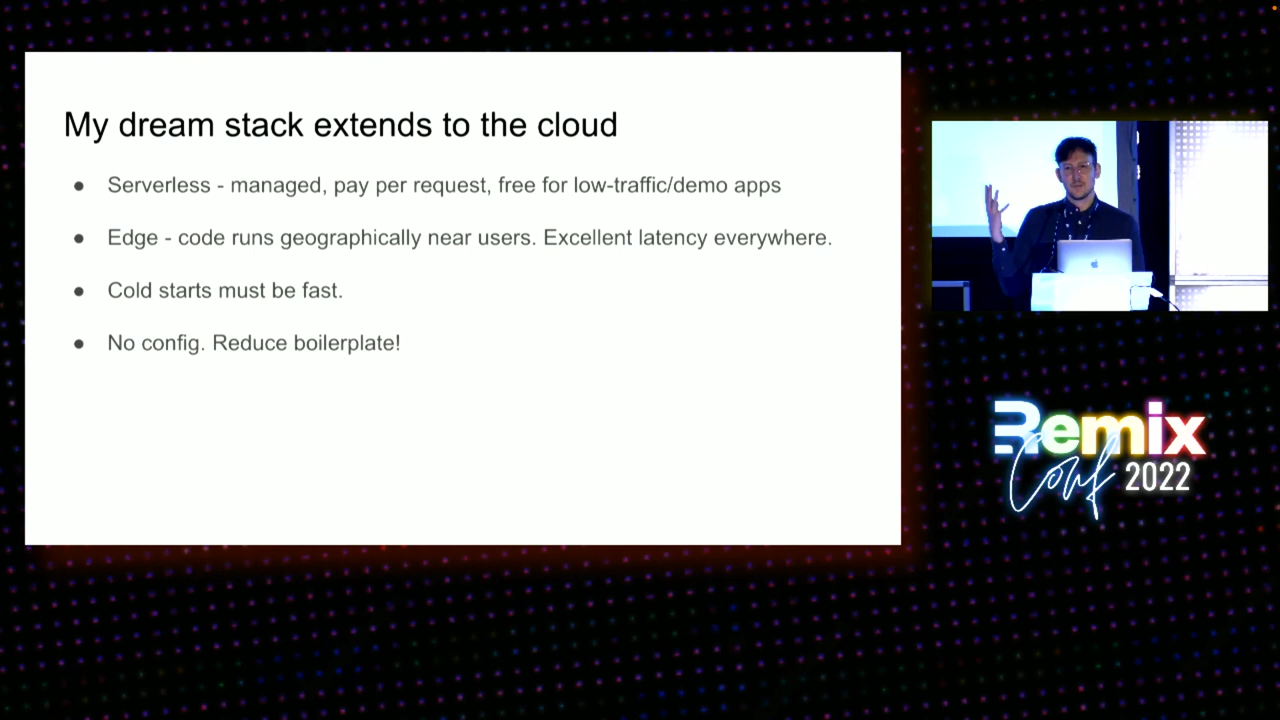 My dream stack extends to the cloud
● Serverless - managed, pay per request, free for low-traffic/demo apps
● Edge - code runs geographically near users. Excellent latency everywhere.
● Cold starts must be fast.
● No config. Reduce boilerplate!
Remix
Conf 2022